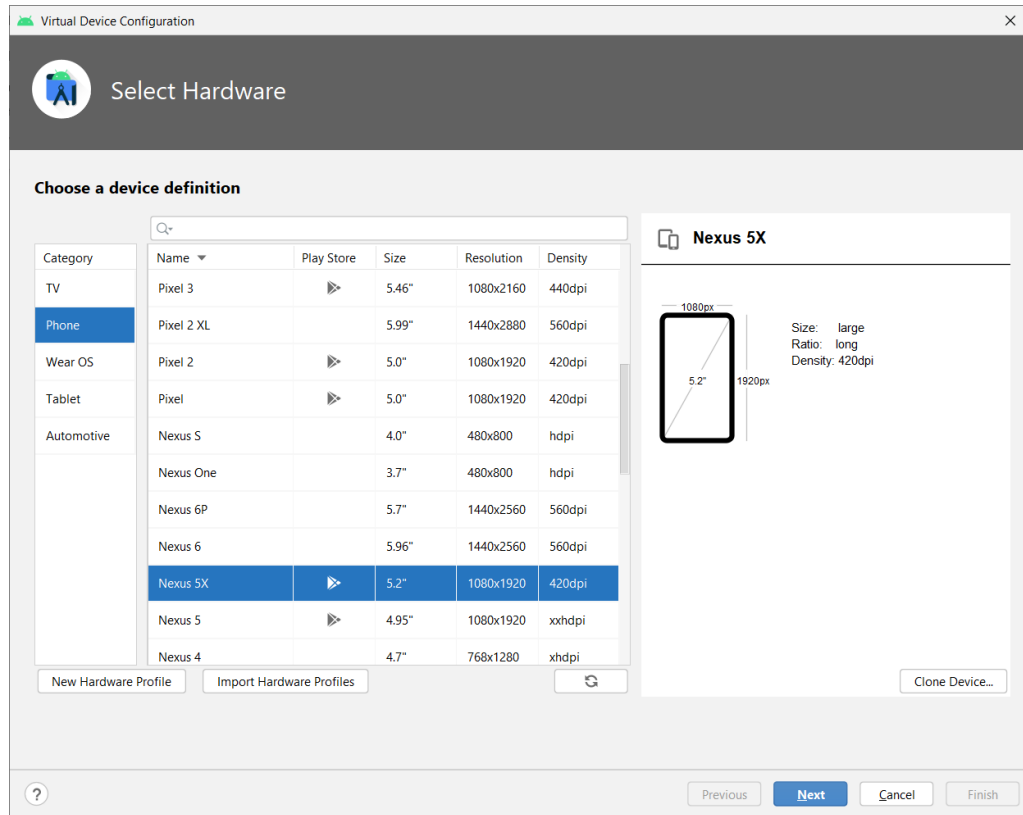 Virtual Device Configuration
Select Hardware
Choose a device definition
Category
TV
Phone
Wear OS
Tablet
Automotive
Name Play Store Size Resolution Density
Pixel 3 5.46" 1080x2160 440dpi
Pixel 2 XL 5.99" 1440x2880 560dpi
Pixel 2 5.0" 1080x1920 420dpi
Pixel 5.0" 1080x1920 420dpi
Nexus S 4.0" 480x800 hdpi
Nexus One 3.7" 480x800 hdpi
Nexus 6P 5.7" 1440x2560 560dpi
Nexus 6 5.96" 1440x2560 560dpi
Nexus 5X 5.2" 1080x1920 420dpi
Nexus 5 4.95" 1080x1920 xxhdpi
Nexus 4 4.7" 768x1280 xhdpi
New Hardware Profile Import Hardware Profiles
Nexus 5X
1080px
5.2"
1920px
Size: large
Ratio: long
Density: 420dpi
Clone Device...
? Previous Next Cancel Finish